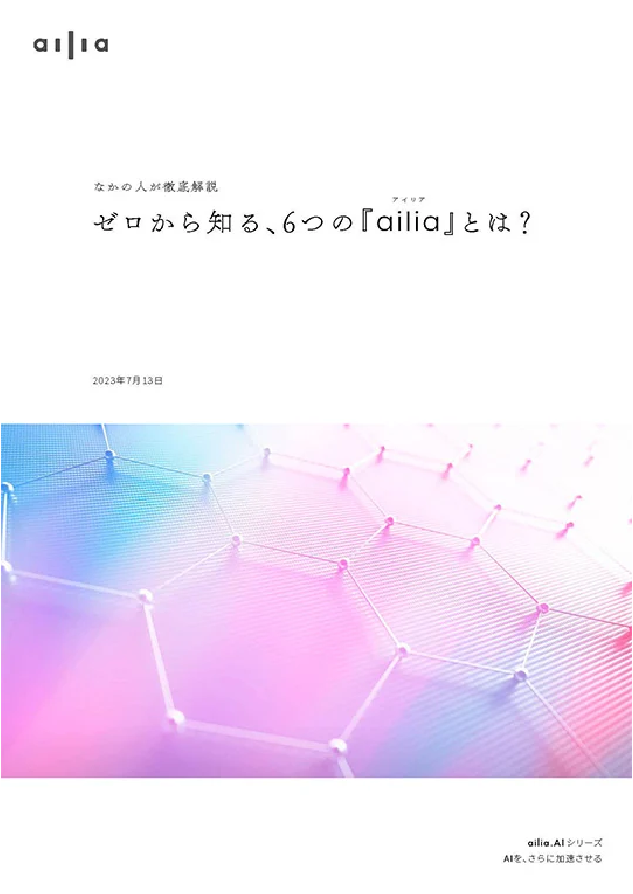 ailia
なかの人が徹底解説
アイリア
ゼロから知る、6つの『ailia』とは?
2023年7月13日
ailia.AI シリーズ
AIを、さらに加速させる